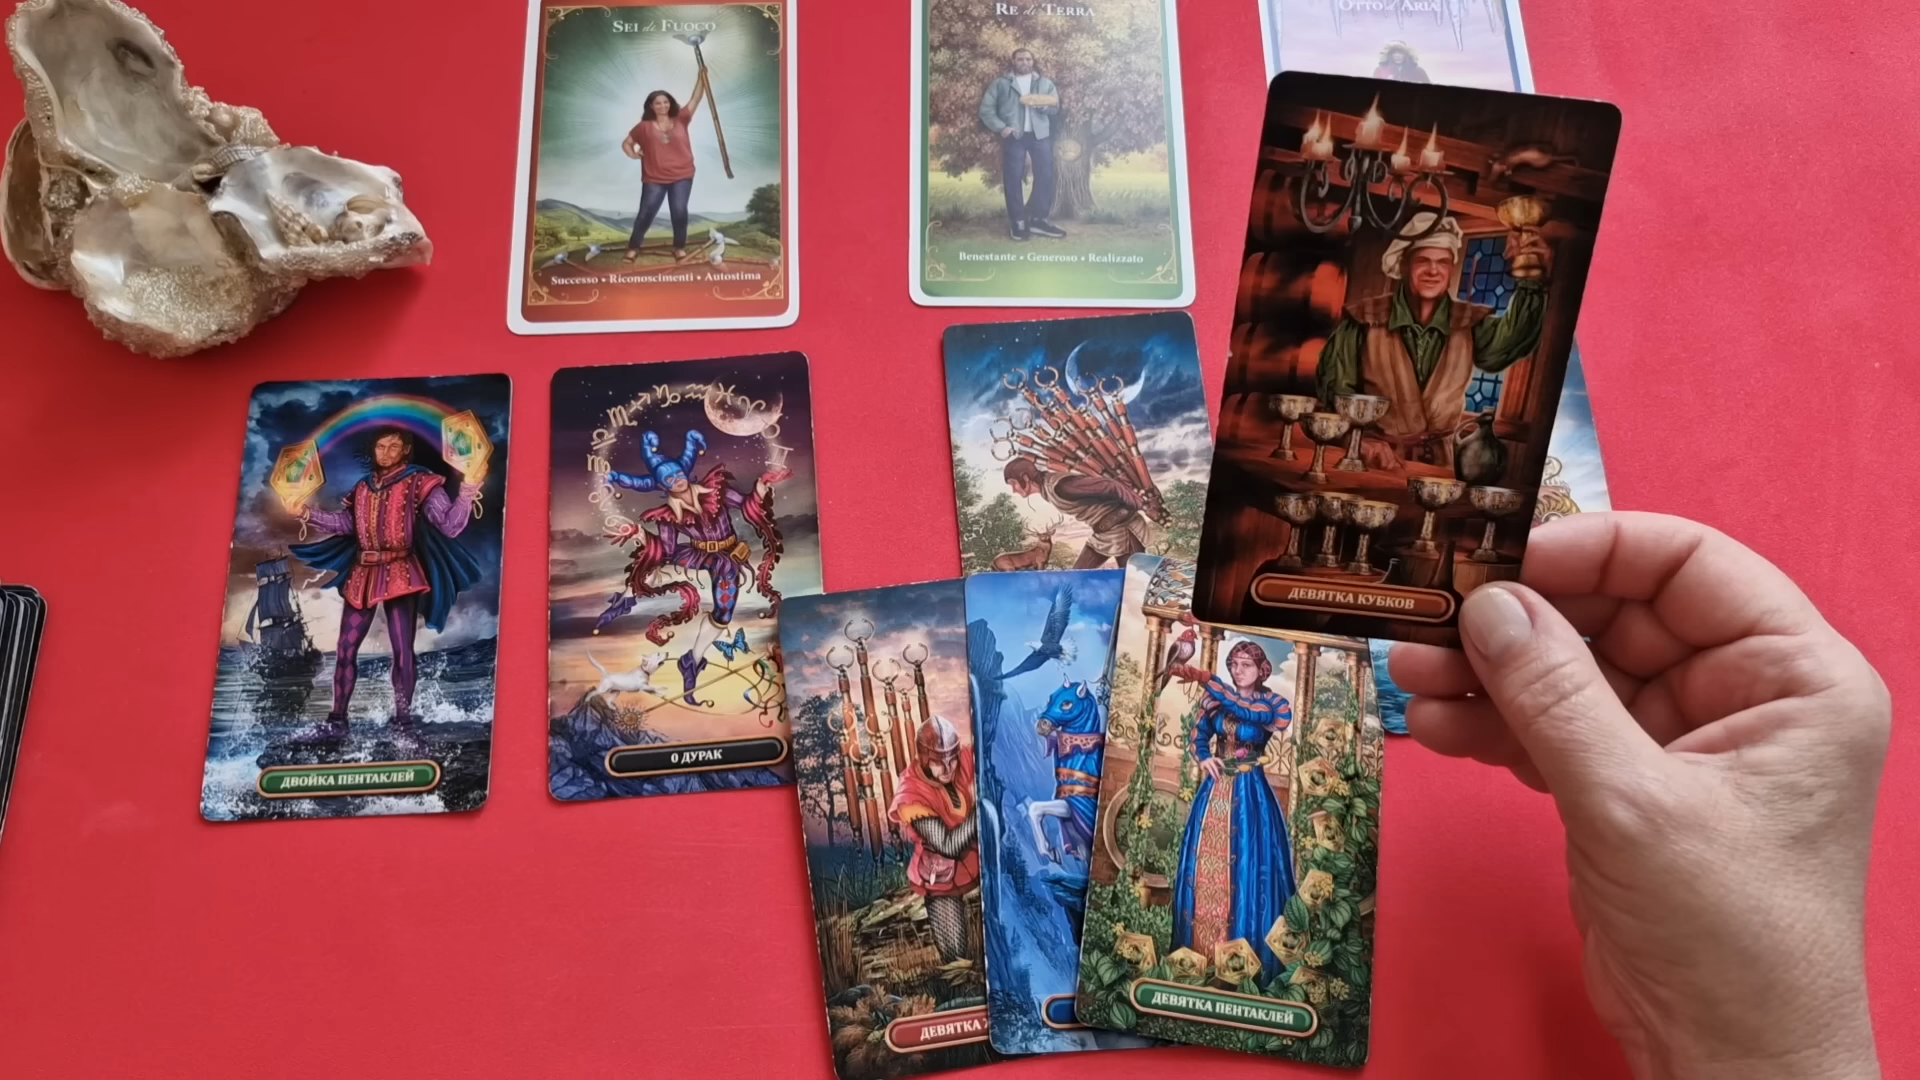 SEI di FUOCO
Successo • Riconoscimenti • Autostima
RE di TERRA
Benestante • Generoso • Realizzato
OTTO d'ARIA
ДЕВЯТКА КУБКОВ
ДВОЙКА ПЕНТАКЛЕЙ
0 ДУРАК
ДЕВЯТКА
ДЕВЯТКА ПЕНТАКЛЕЙ